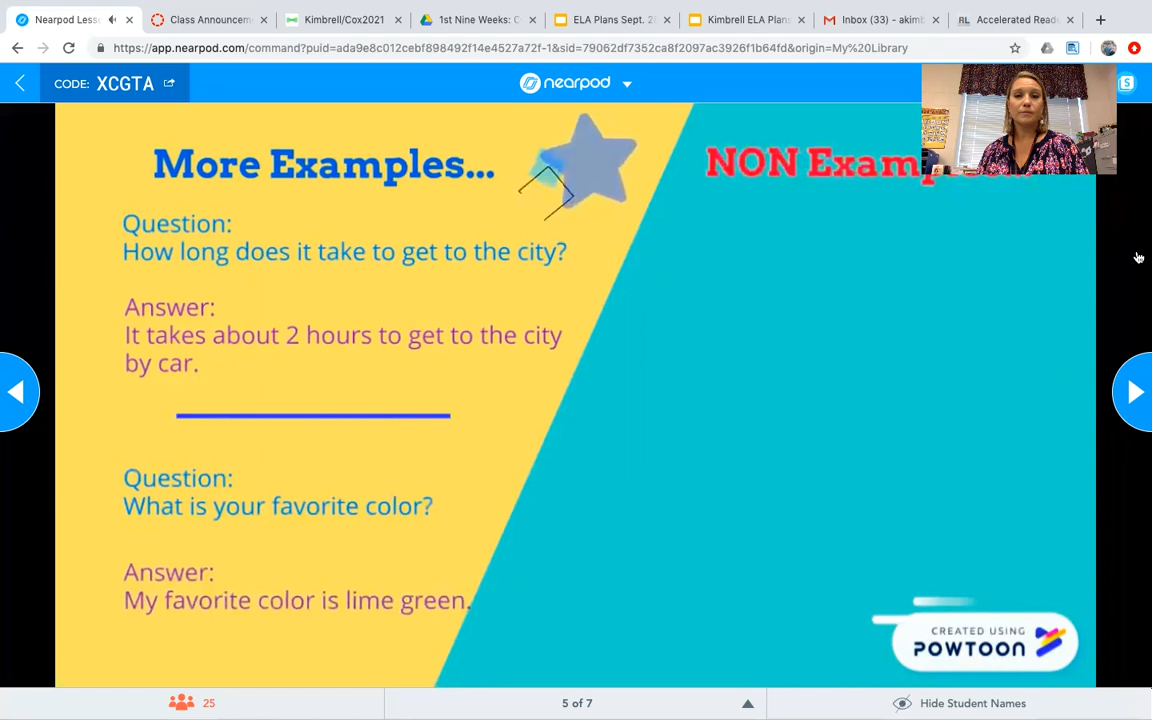 Nearpod Less
Class Announcem
Kimbrell/Cox2021
1st Nine Weeks: C
ELA Plans Sept. 2
Kimbrell ELA Plans
Inbox (33) - akimb
Accelerated Read
https://app.nearpod.com/command?puid=ada9e8c012cebf898492f14e4527a72f-1&sid=79062df7352ca8f2097ac3926f1b64fd&origin=My%20Library
CODE: XCGTA
nearpod
S
More Examples...
NON Examp
Question:
How long does it take to get to the city?
Answer:
It takes about 2 hours to get to the city
by car.
Question:
What is your favorite color?
Answer:
My favorite color is lime green.
CREATED USING
POWTOON
25
5 of 7
Hide Student Names